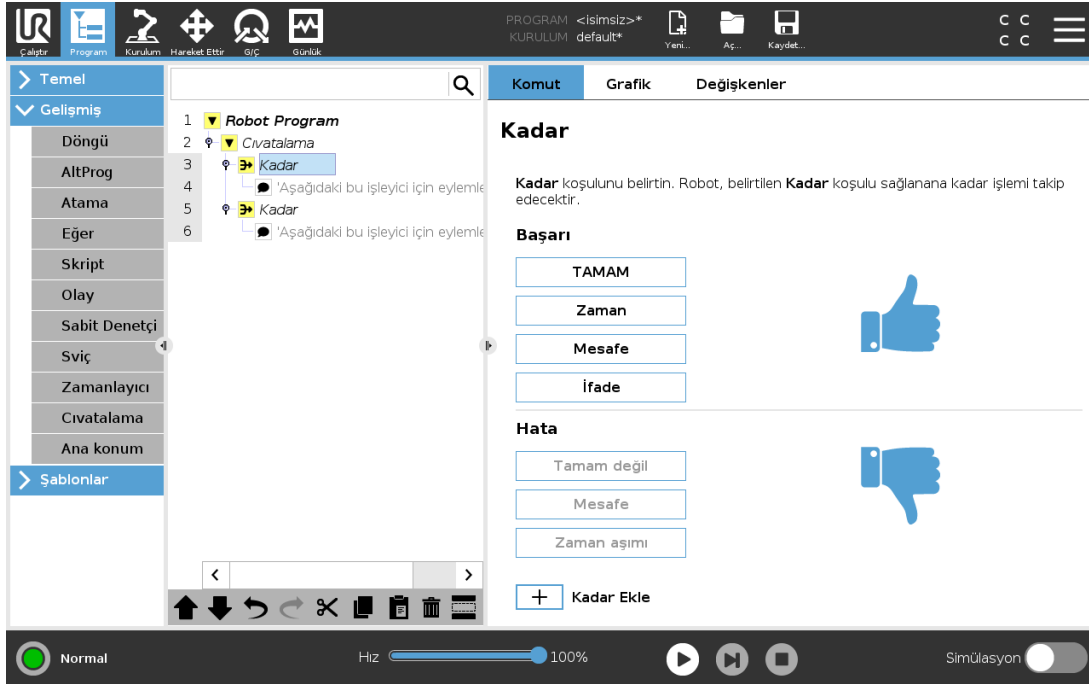 PROGRAM <isimsiz>*
KURULUM default*
Çalıştır Program Kurulum Hareket Ettir G/Ç Günlük Yeni... Aç... Kaydet...
C C
C C
Temel
Gelişmiş
Döngü
AltProg
Atama
Eğer
Skript
Olay
Sabit Denetçi
Sviç
Zamanlayıcı
Cıvatalama
Ana konum
Şablonlar
1 Robot Program
2 Cıvatalama
3 Kadar
4 'Aşağıdaki bu işleyici için eylemle
5 Kadar
6 'Aşağıdaki bu işleyici için eylemle
Komut Grafik Değişkenler
Kadar
Kadar koşulunu belirtin. Robot, belirtilen Kadar koşulu sağlanana kadar işlemi takip
edecektir.
Başarı
TAMAM
Zaman
Mesafe
İfade
Hata
Tamam değil
Mesafe
Zaman aşımı
Kadar Ekle
Normal
Hız 100%
Simülasyon